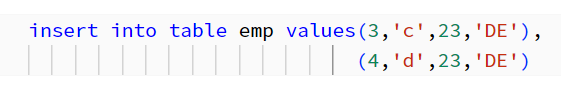 insert into table emp values(3,'c',23,'DE'),
(4,'d',23,'DE')